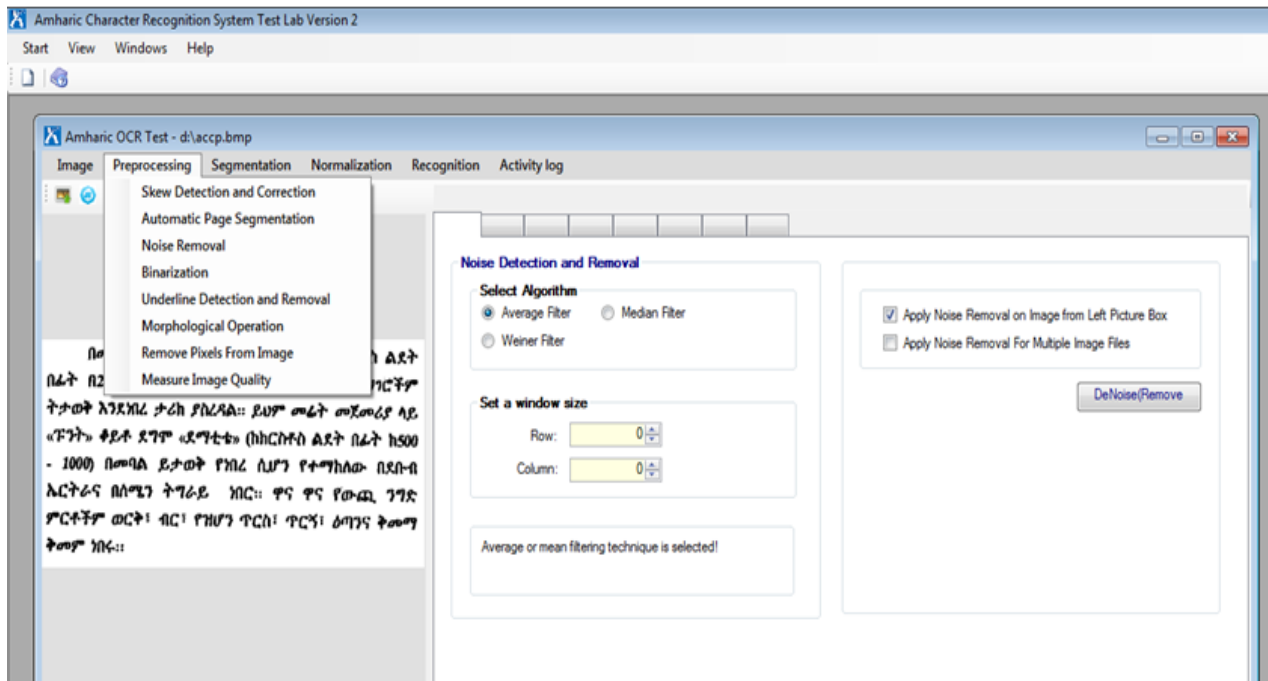 Amharic Character Recognition System Test Lab Version 2
Start View Windows Help
Amharic OCR Test - d:\accp.bmp
Image Preprocessing Segmentation Normalization Recognition Activity log
Skew Detection and Correction
Automatic Page Segmentation
Noise Removal
Binarization
Underline Detection and Removal
Morphological Operation
Remove Pixels From Image
Measure Image Quality
ልደት
በፊት
ትታወቅ እንደነበረ ታሪክ ያስረዳል። ይህም መሬት መጀመሪያ ላይ
«ፑንት» ቆይቶ ደግሞ «ደማቲቱ» (ከክርስቶስ ልደት በፊት ከ500
- 1000) በመባል ይታወቅ የነበረ ሲሆን የተማከለው በደቡብ
ኤርትራና በሰሜን ትግራይ ነበር። ዋና ዋና የውጪ ንግድ
ምርቶችም ወርቅ፣ ብር፣ የዝሆን ጥርስ፣ ጥርኝ፣ ዕጣንና ቅመማ
ቅመም ነበሩ።
Noise Detection and Removal
Select Algorithm
Average Filter Median Filter
Weiner Filter
Set a window size
Row: 0
Column: 0
Average or mean filtering technique is selected!
Apply Noise Removal on Image from Left Picture Box
Apply Noise Removal For Multiple Image Files
DeNoise(Remove